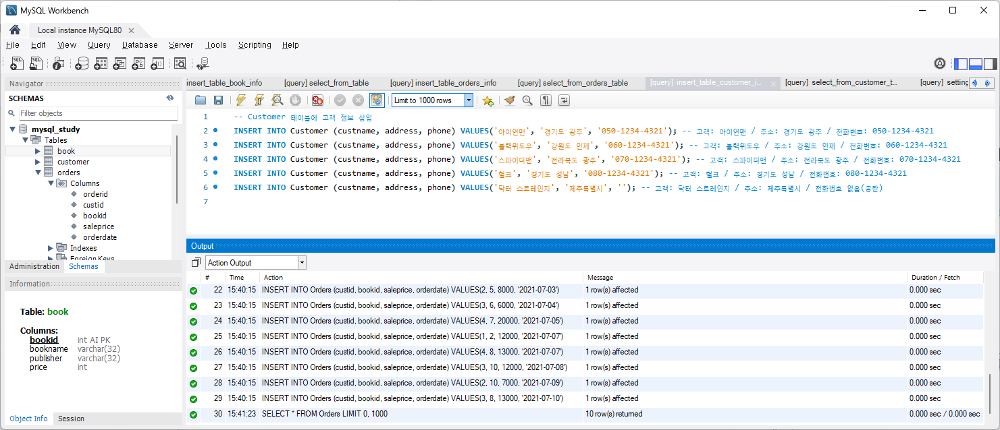 MySQL Workbench
Local instance MySQL80
File Edit View Query Database Server Tools Scripting Help
Navigator
SCHEMAS
Filter objects
mysql_study
Tables
book
customer
orders
Columns
orderid
custid
bookid
saleprice
orderdate
Indexes
Foreign Keys
Administration Schemas
Information
Table: book
Columns:
bookid int AI PK
bookname varchar(32)
publisher varchar(32)
price int
Object Info Session
insert_table_book_info [query] select_from_table [query] insert_table_orders_info [query] select_from_orders_table [query] insert_table_customer_i... [query] select_from_customer_t... [query] setting
Limit to 1000 rows
1 -- Customer 테이블에 고객 정보 삽입
2 INSERT INTO Customer (custname, address, phone) VALUES('아이언맨', '경기도 광주', '050-1234-4321'); -- 고객: 아이언맨 / 주소: 경기도 광주 / 전화번호: 050-1234-4321
3 INSERT INTO Customer (custname, address, phone) VALUES('블랙위도우', '강원도 인제', '060-1234-4321'); -- 고객: 블랙위도우 / 주소: 강원도 인제 / 전화번호: 060-1234-4321
4 INSERT INTO Customer (custname, address, phone) VALUES('스파이더맨', '전라북도 광주', '070-1234-4321'); -- 고객: 스파이더맨 / 주소: 전라북도 광주 / 전화번호: 070-1234-4321
5 INSERT INTO Customer (custname, address, phone) VALUES('헐크', '경기도 성남', '080-1234-4321'); -- 고객: 헐크 / 주소: 경기도 성남 / 전화번호: 080-1234-4321
6 INSERT INTO Customer (custname, address, phone) VALUES('닥터 스트레인지', '제주특별시', ''); -- 고객: 닥터 스트레인지 / 주소: 제주특별시 / 전화번호 없음(공란)
7
Output
Action Output
# Time Action Message Duration / Fetch
22 15:40:15 INSERT INTO Orders (custid, bookid, saleprice, orderdate) VALUES(2, 5, 8000, '2021-07-03') 1 row(s) affected 0.000 sec
23 15:40:15 INSERT INTO Orders (custid, bookid, saleprice, orderdate) VALUES(3, 6, 6000, '2021-07-04') 1 row(s) affected 0.000 sec
24 15:40:15 INSERT INTO Orders (custid, bookid, saleprice, orderdate) VALUES(4, 7, 20000, '2021-07-05') 1 row(s) affected 0.000 sec
25 15:40:15 INSERT INTO Orders (custid, bookid, saleprice, orderdate) VALUES(1, 2, 12000, '2021-07-07') 1 row(s) affected 0.000 sec
26 15:40:15 INSERT INTO Orders (custid, bookid, saleprice, orderdate) VALUES(4, 8, 13000, '2021-07-07') 1 row(s) affected 0.000 sec
27 15:40:15 INSERT INTO Orders (custid, bookid, saleprice, orderdate) VALUES(3, 10, 12000, '2021-07-08') 1 row(s) affected 0.000 sec
28 15:40:15 INSERT INTO Orders (custid, bookid, saleprice, orderdate) VALUES(2, 10, 7000, '2021-07-09') 1 row(s) affected 0.000 sec
29 15:40:15 INSERT INTO Orders (custid, bookid, saleprice, orderdate) VALUES(3, 8, 13000, '2021-07-10') 1 row(s) affected 0.000 sec
30 15:41:23 SELECT * FROM Orders LIMIT 0, 1000 10 row(s) returned 0.000 sec / 0.000 sec